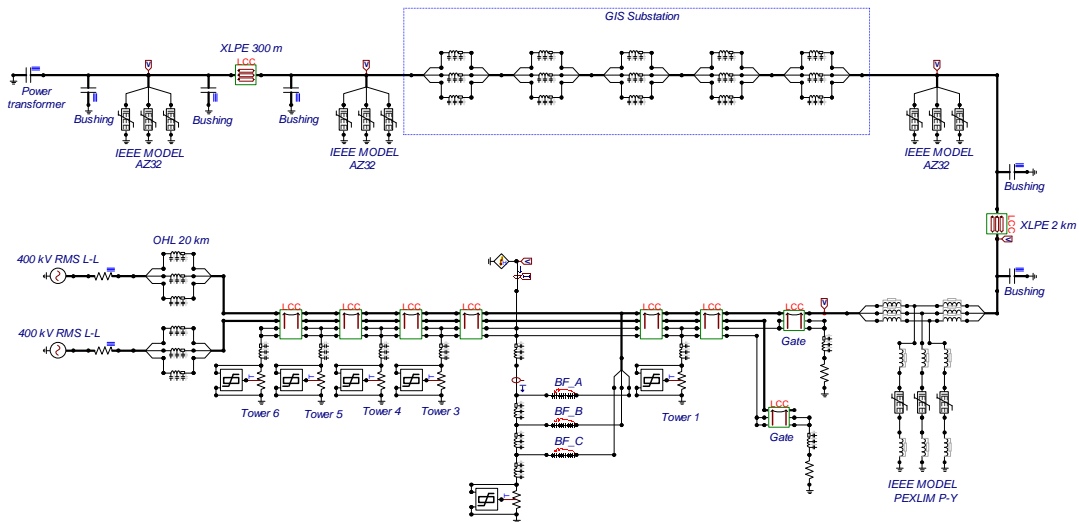 GIS Substation
XLPE 300 m
LCC
V
V
V
Power
transformer
Bushing
Bushing
Bushing
IEEE MODEL
AZ32
IEEE MODEL
AZ32
IEEE MODEL
AZ32
Bushing
LCC
XLPE 2 km
Bushing
OHL 20 km
400 kV RMS L-L
400 kV RMS L-L
LCC
LCC
LCC
LCC
LCC
LCC
LCC
V
Gate
LCC
Gate
Tower 6
Tower 5
Tower 4
Tower 3
Tower 1
BF_A
BF_B
BF_C
IEEE MODEL
PEXLIM P-Y